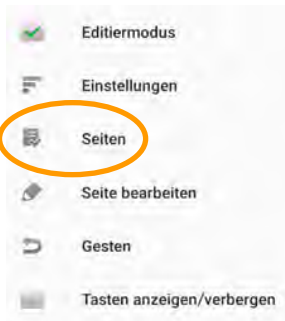 Editiermodus
Einstellungen
Seiten
Seite bearbeiten
Gesten
Tasten anzeigen/verbergen